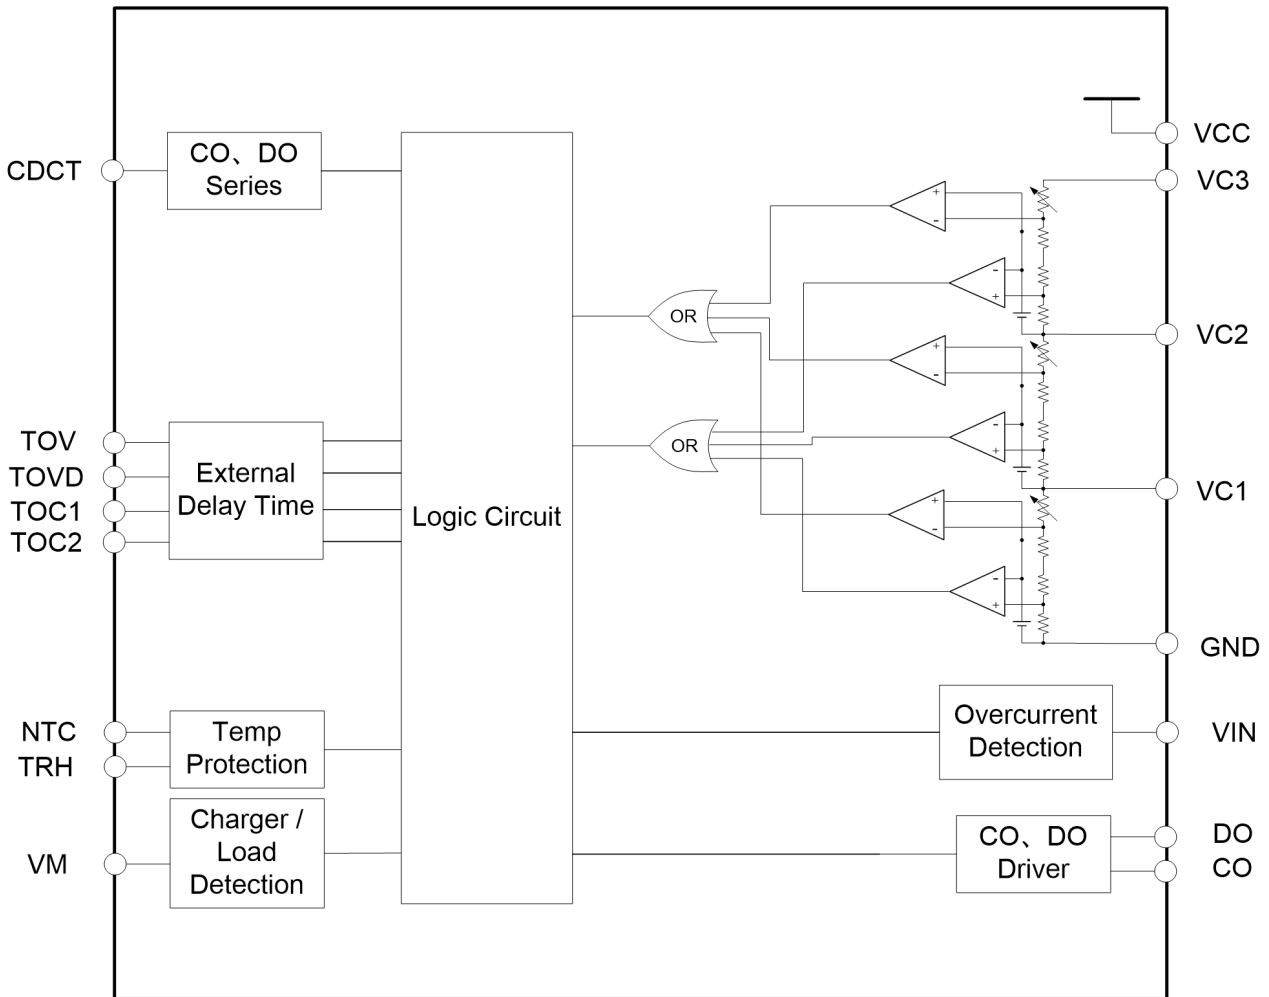 VCC
CDCT
CO、DO
Series
VC3
+
-
-
+
OR
VC2
+
-
TOV
TOVD
TOC1
TOC2
External
Delay Time
OR
-
+
Logic Circuit
VC1
+
-
-
+
GND
NTC
TRH
Temp
Protection
Overcurrent
Detection
VIN
VM
Charger /
Load
Detection
CO、DO
Driver
DO
CO